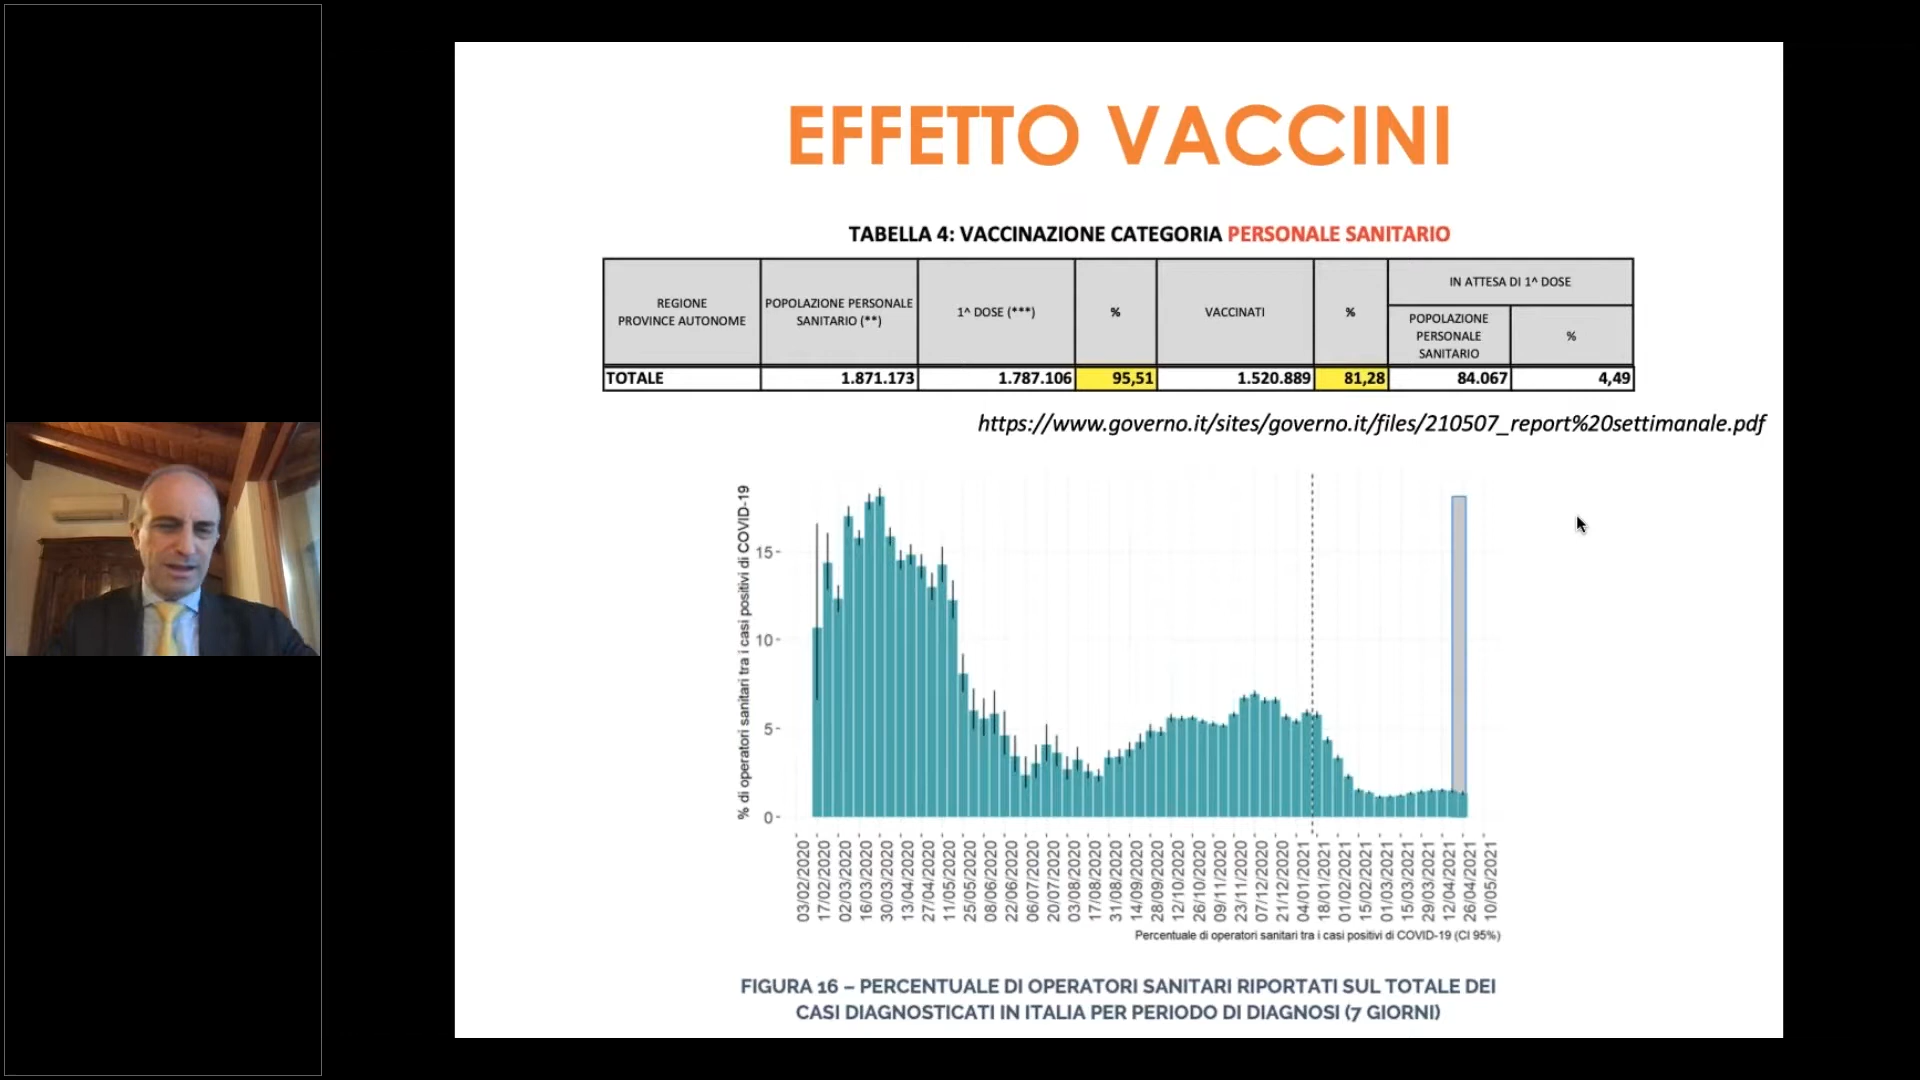 EFFETTO VACCINI
TABELLA 4: VACCINAZIONE CATEGORIA PERSONALE SANITARIO
REGIONE
PROVINCE AUTONOME
POPOLAZIONE PERSONALE
SANITARIO (**)
1^ DOSE (***)
%
VACCINATI
%
IN ATTESA DI 1^ DOSE
POPOLAZIONE
PERSONALE
SANITARIO
%
TOTALE 1.871.173 1.787.106 95,51 1.520.889 81,28 84.067 4,49
https://www.governo.it/sites/governo.it/files/210507_report%20settimanale.pdf
% di operatori sanitari tra i casi positivi di COVID-19
15
10
5
0
03/02/2020
17/02/2020
02/03/2020
16/03/2020
30/03/2020
13/04/2020
27/04/2020
11/05/2020
25/05/2020
08/06/2020
22/06/2020
06/07/2020
20/07/2020
03/08/2020
17/08/2020
31/08/2020
14/09/2020
28/09/2020
12/10/2020
26/10/2020
09/11/2020
23/11/2020
07/12/2020
21/12/2020
04/01/2021
18/01/2021
01/02/2021
15/02/2021
01/03/2021
15/03/2021
29/03/2021
12/04/2021
26/04/2021
10/05/2021
Percentuale di operatori sanitari tra i casi positivi di COVID-19 (CI 95%)
FIGURA 16 – PERCENTUALE DI OPERATORI SANITARI RIPORTATI SUL TOTALE DEI
CASI DIAGNOSTICATI IN ITALIA PER PERIODO DI DIAGNOSI (7 GIORNI)